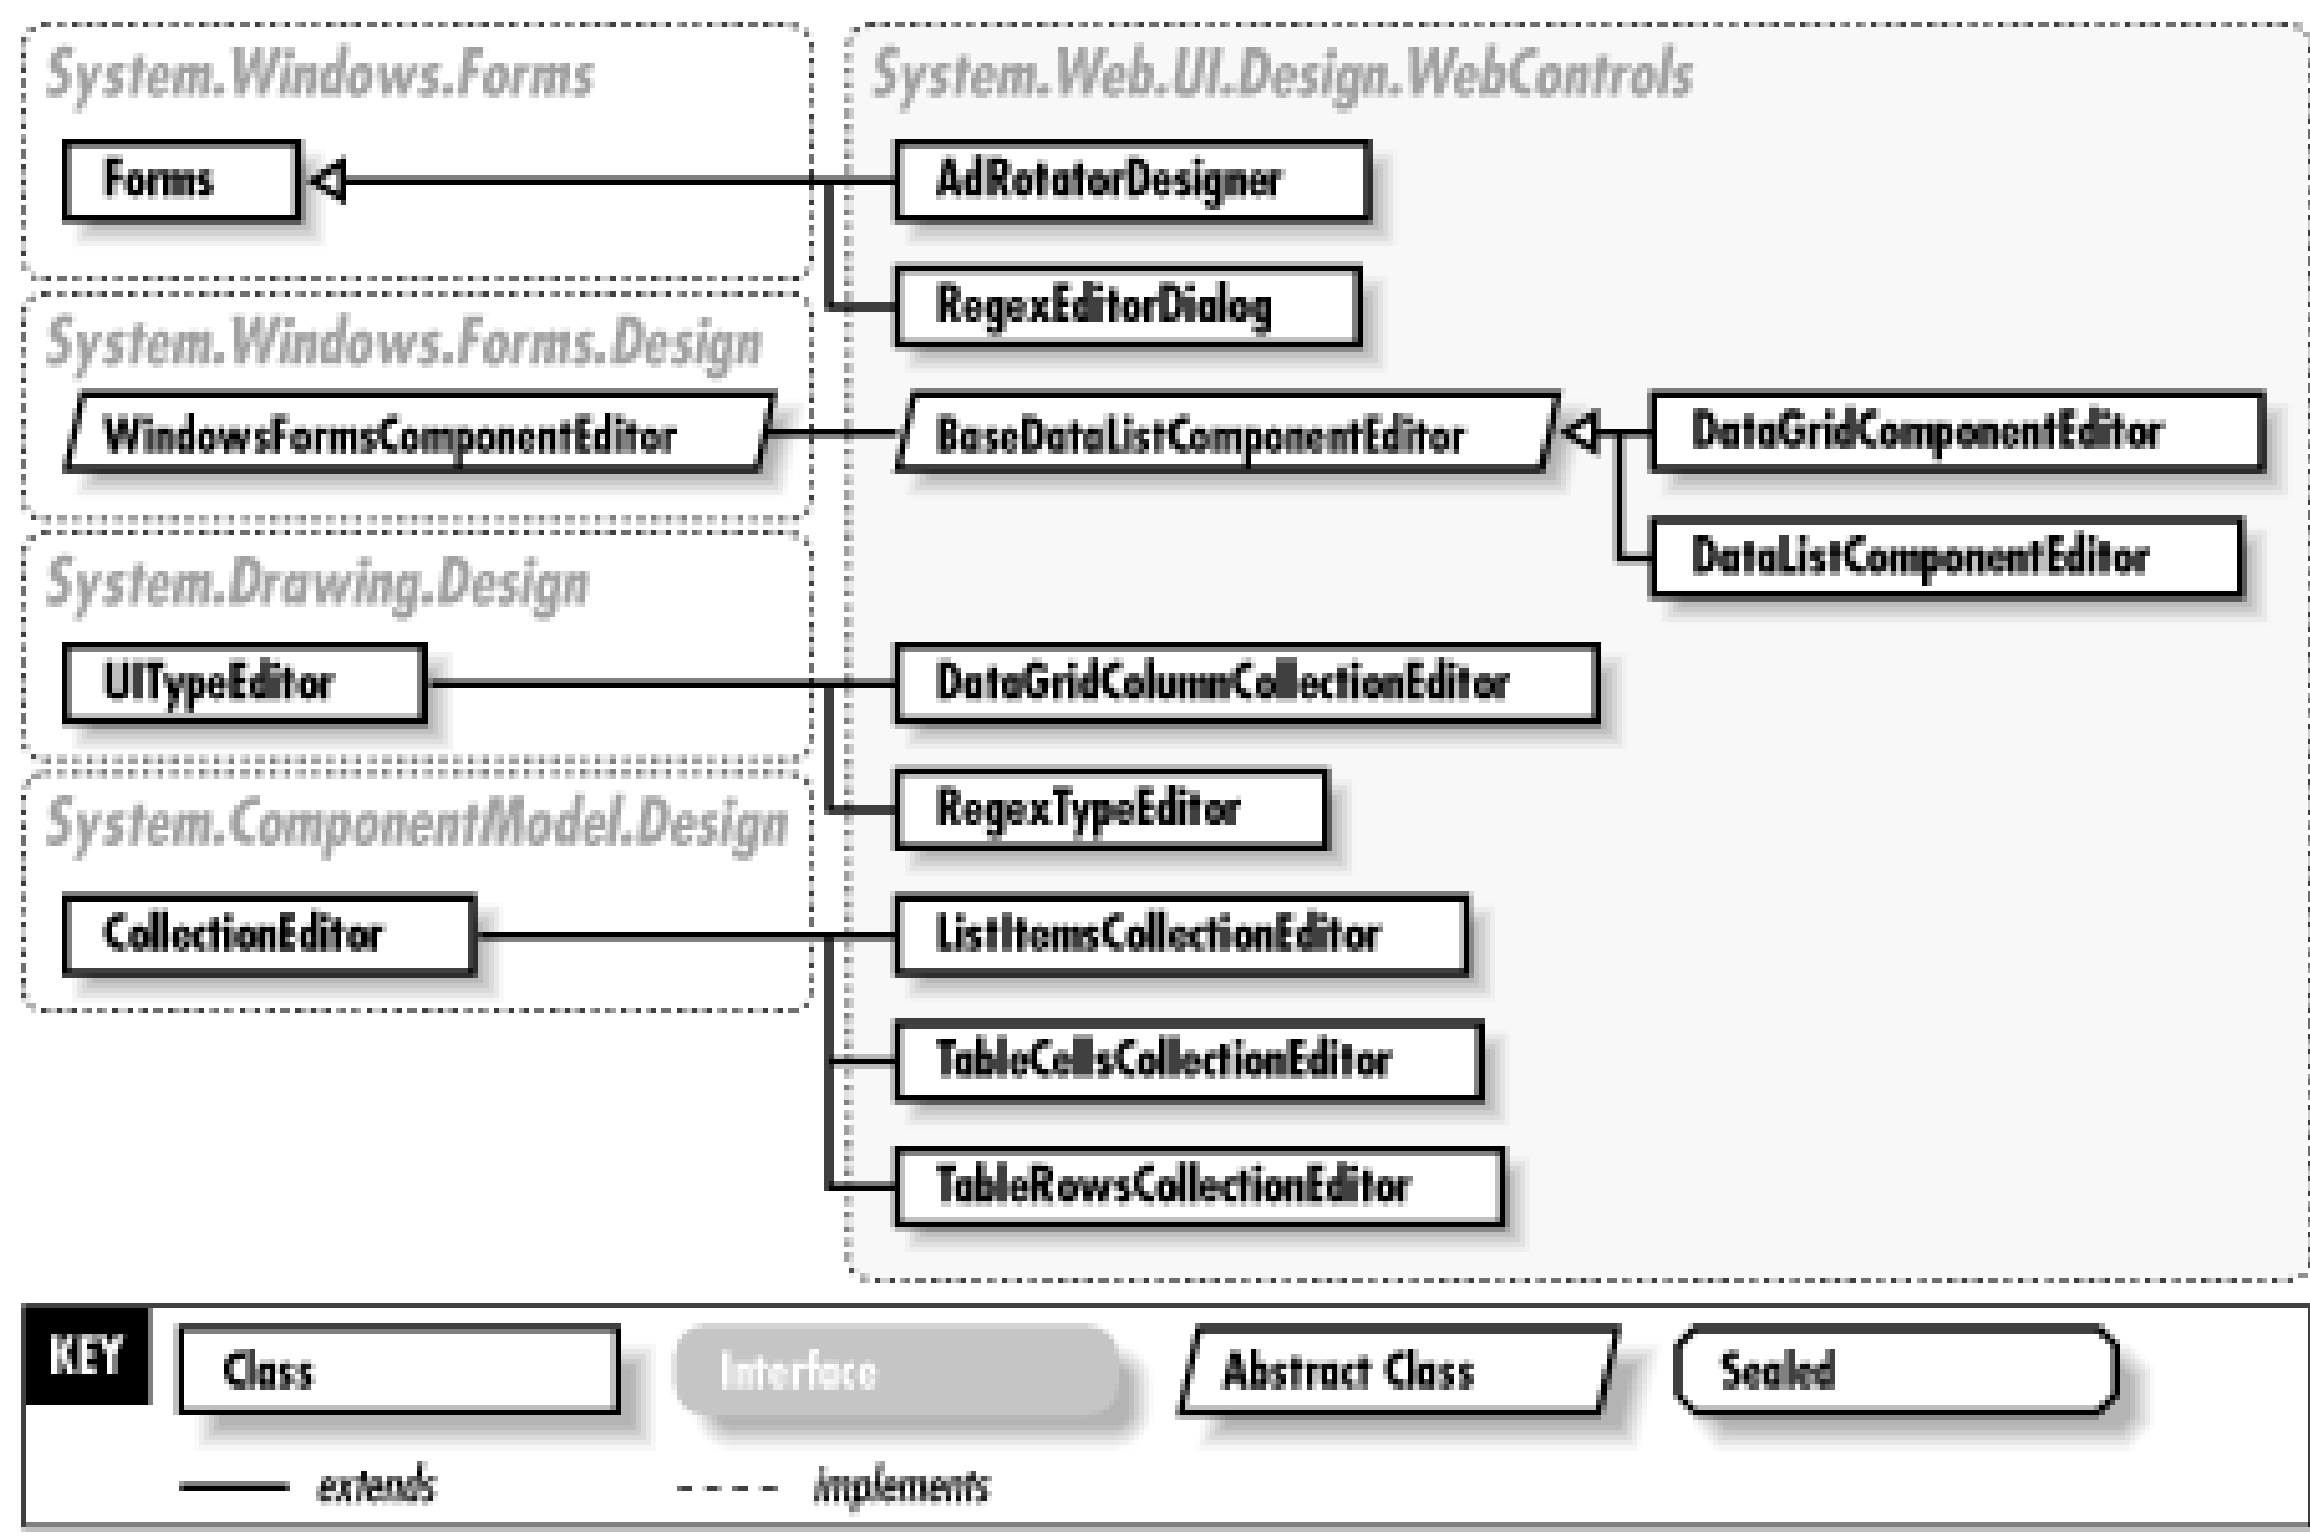 System.Windows.Forms
System.Web.UI.Design.WebControls
Forms
AdRotatorDesigner
RegexEditorDialog
System.Windows.Forms.Design
WindowsFormsComponentEditor
BaseDataListComponentEditor
DataGridComponentEditor
DataListComponentEditor
System.Drawing.Design
UITypeEditor
DataGridColumnCollectionEditor
RegexTypeEditor
System.ComponentModel.Design
CollectionEditor
ListItemsCollectionEditor
TableCellsCollectionEditor
TableRowsCollectionEditor
KEY
Class
Interface
Abstract Class
Sealed
extends
implements